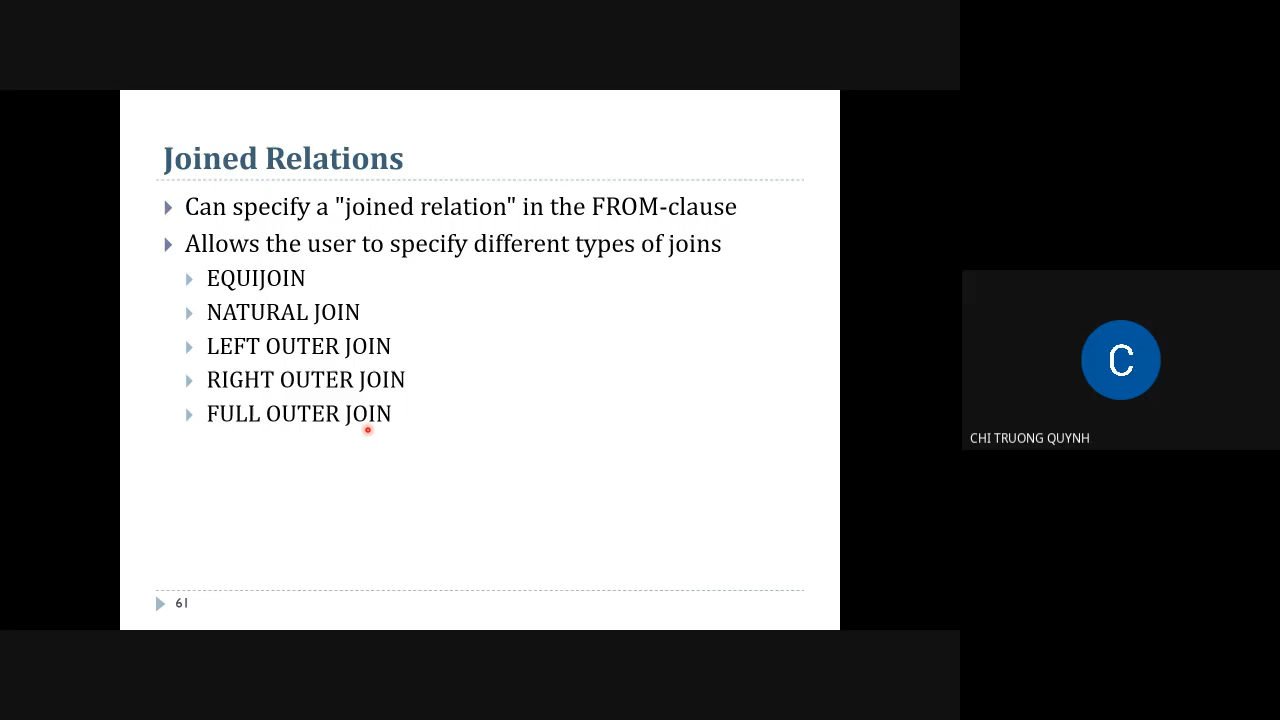 Joined Relations
Can specify a "joined relation" in the FROM-clause
Allows the user to specify different types of joins
EQUIJOIN
NATURAL JOIN
LEFT OUTER JOIN
RIGHT OUTER JOIN
FULL OUTER JOIN
61
C
CHI TRUONG QUYNH